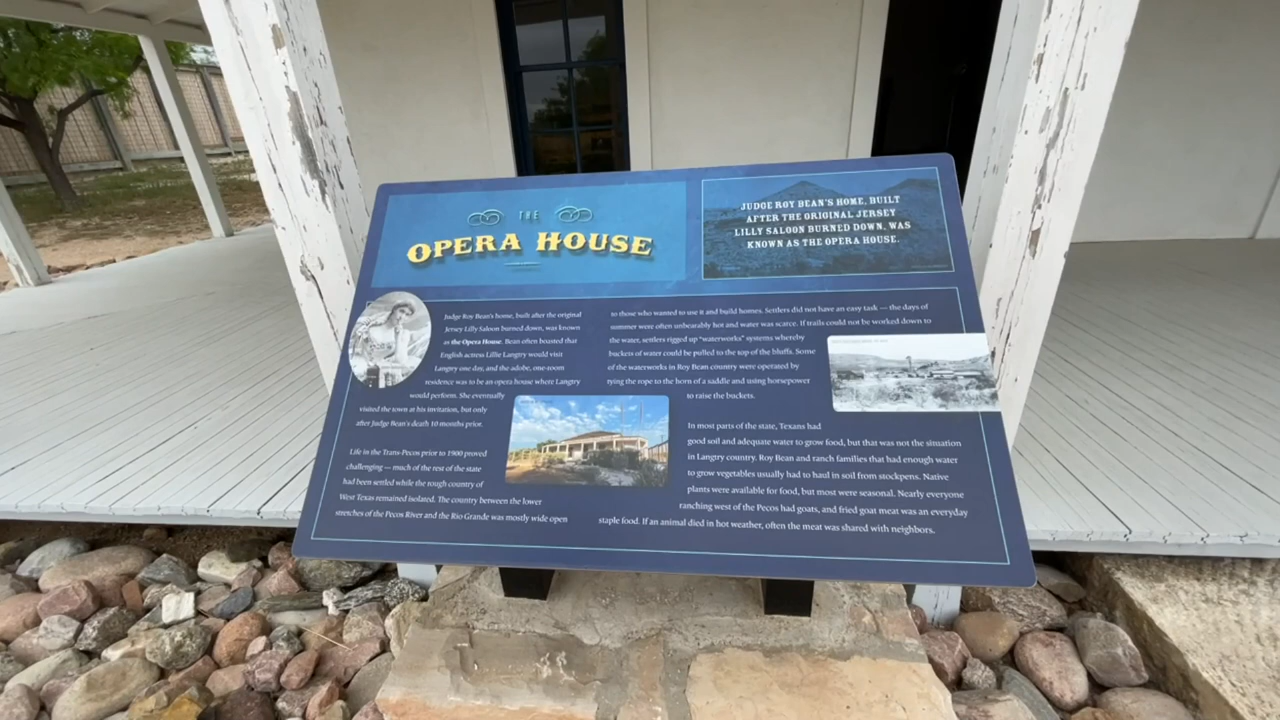 THE
OPERA HOUSE
JUDGE ROY BEAN'S HOME, BUILT
AFTER THE ORIGINAL JERSEY
LILLY SALOON BURNED DOWN, WAS
KNOWN AS THE OPERA HOUSE.
Judge Roy Bean's home, built after the original
Jersey Lilly Saloon burned down, was known
as the Opera House. Bean often boasted that
English actress Lillie Langtry would visit
Langtry one day, and the adobe, one-room
residence was to be an opera house where Langtry
would perform. She eventually
visited the town at his invitation, but only
after Judge Bean's death 10 months prior.
Life in the Trans-Pecos prior to 1900 proved
challenging — much of the rest of the state
had been settled while the rough country of
West Texas remained isolated. The country between the lower
stretches of the Pecos River and the Rio Grande was mostly wide open
to those who wanted to use it and build homes. Settlers did not have an easy task — the days of
summer were often unbearably hot and water was scarce. If trails could not be worked down to
the water, settlers rigged up "waterworks" systems whereby
buckets of water could be pulled to the top of the bluffs. Some
of the waterworks in Roy Bean country were operated by
tying the rope to the horn of a saddle and using horsepower
to raise the buckets.
In most parts of the state, Texans had
good soil and adequate water to grow food, but that was not the situation
in Langtry country. Roy Bean and ranch families that had enough water
to grow vegetables usually had to haul in soil from stockpens. Native
plants were available for food, but most were seasonal. Nearly everyone
ranching west of the Pecos had goats, and fried goat meat was an everyday
staple food. If an animal died in hot weather, often the meat was shared with neighbors.